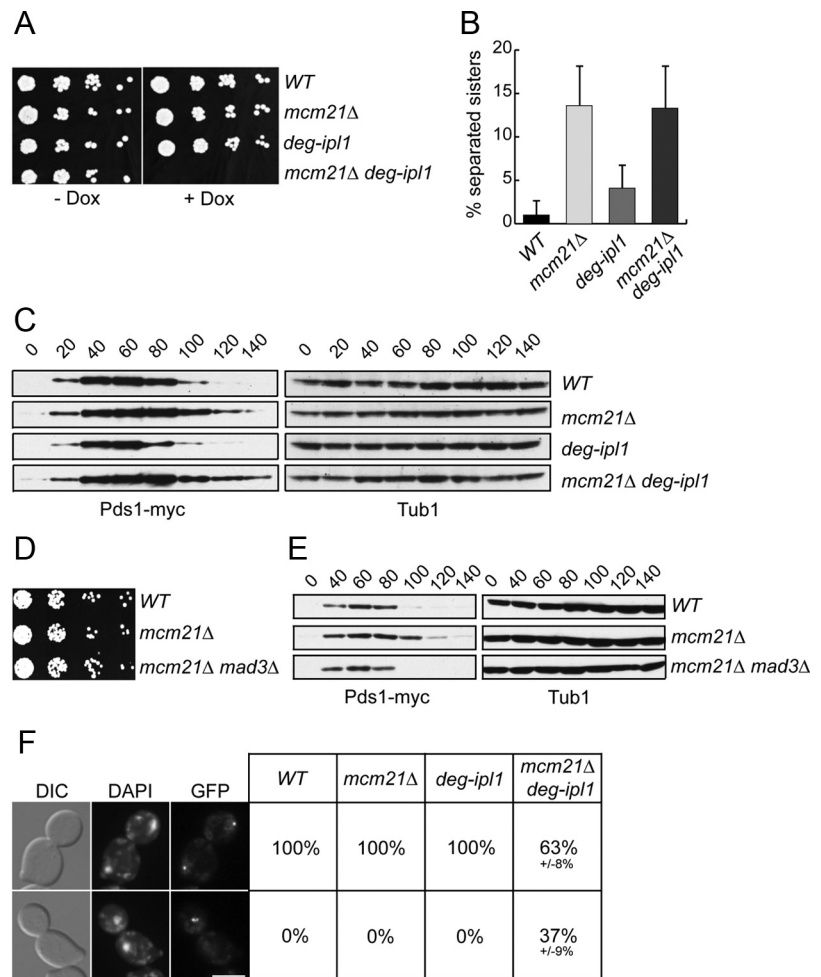 A
WT
mcm21Δ
deg-ipl1
mcm21Δ deg-ipl1
- Dox + Dox
B
% separated sisters
20
15
10
5
0
WT
mcm21Δ
deg-ipl1
mcm21Δ
deg-ipl1
C
0 20 40 60 80 100 120 140 0 20 40 60 80 100 120 140
WT
mcm21Δ
deg-ipl1
mcm21Δ deg-ipl1
Pds1-myc Tub1
D
WT
mcm21Δ
mcm21Δ mad3Δ
E
0 40 60 80 100 120 140 0 40 60 80 100 120 140
WT
mcm21Δ
mcm21Δ mad3Δ
Pds1-myc Tub1
F
DIC DAPI GFP
WT mcm21Δ deg-ipl1 mcm21Δ
deg-ipl1
100% 100% 100% 63%
+/-8%
0% 0% 0% 37%
+/-9%